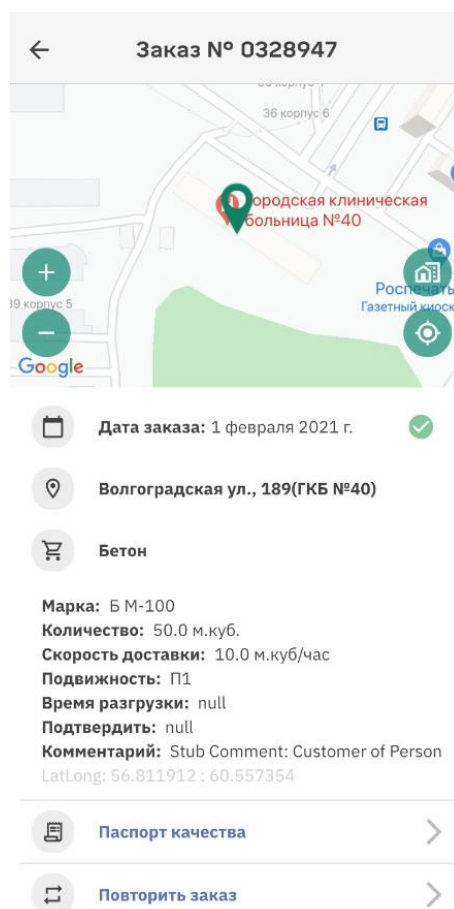 Заказ № 0328947
36 корпус 6
Городская клиническая
больница №40
39 корпус 5
Роспечать
Газетный киоск
Google
Дата заказа: 1 февраля 2021 г.
Волгоградская ул., 189(ГКБ №40)
Бетон
Марка: Б М-100
Количество: 50.0 м.куб.
Скорость доставки: 10.0 м.куб/час
Подвижность: П1
Время разгрузки: null
Подтвердить: null
Комментарий: Stub Comment: Customer of Person
LatLong: 56.811912 : 60.557354
Паспорт качества
Повторить заказ